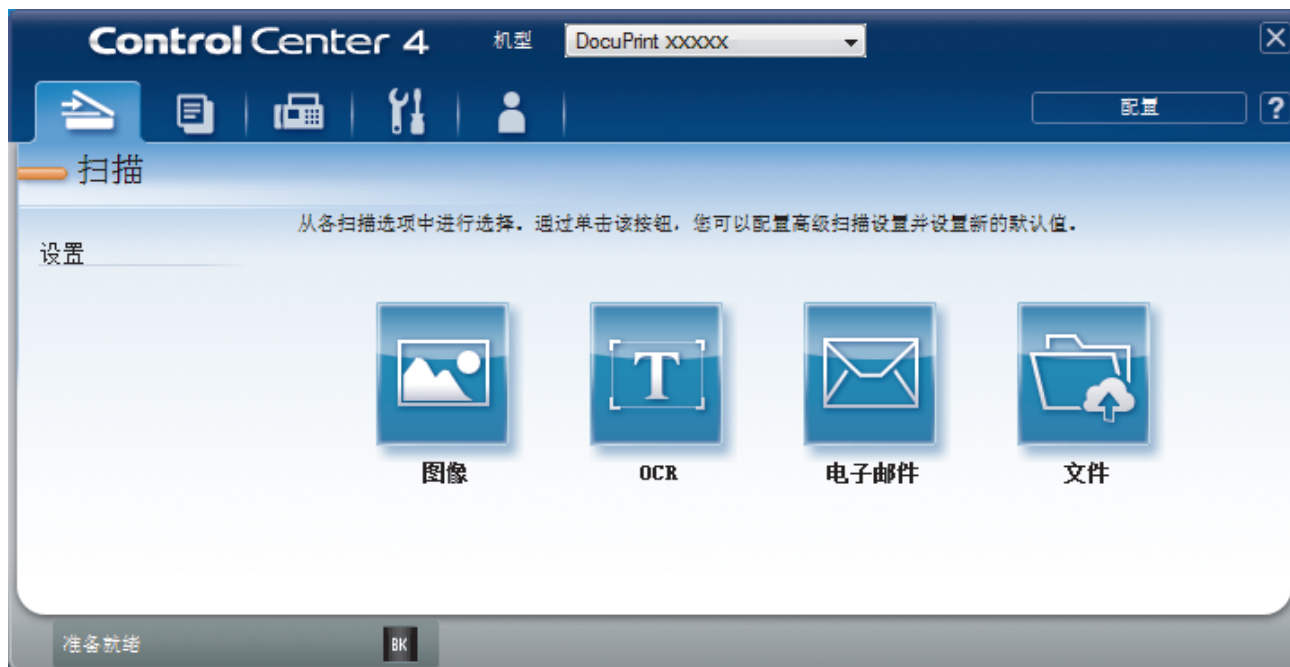 Control Center 4 机型 DocuPrint XXXXX
配置 ?
扫描
从各扫描选项中进行选择。通过单击该按钮，您可以配置高级扫描设置并设置新的默认值。
设置
T
图像 OCR 电子邮件 文件
准备就绪 BK